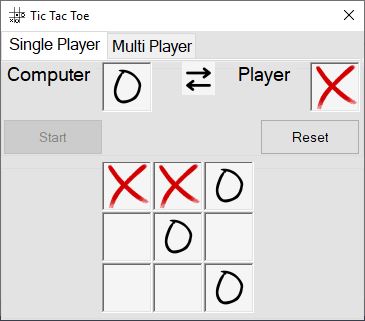 Tic Tac Toe
Single Player Multi Player
Computer O Player X
Start Reset
X X O
O
O